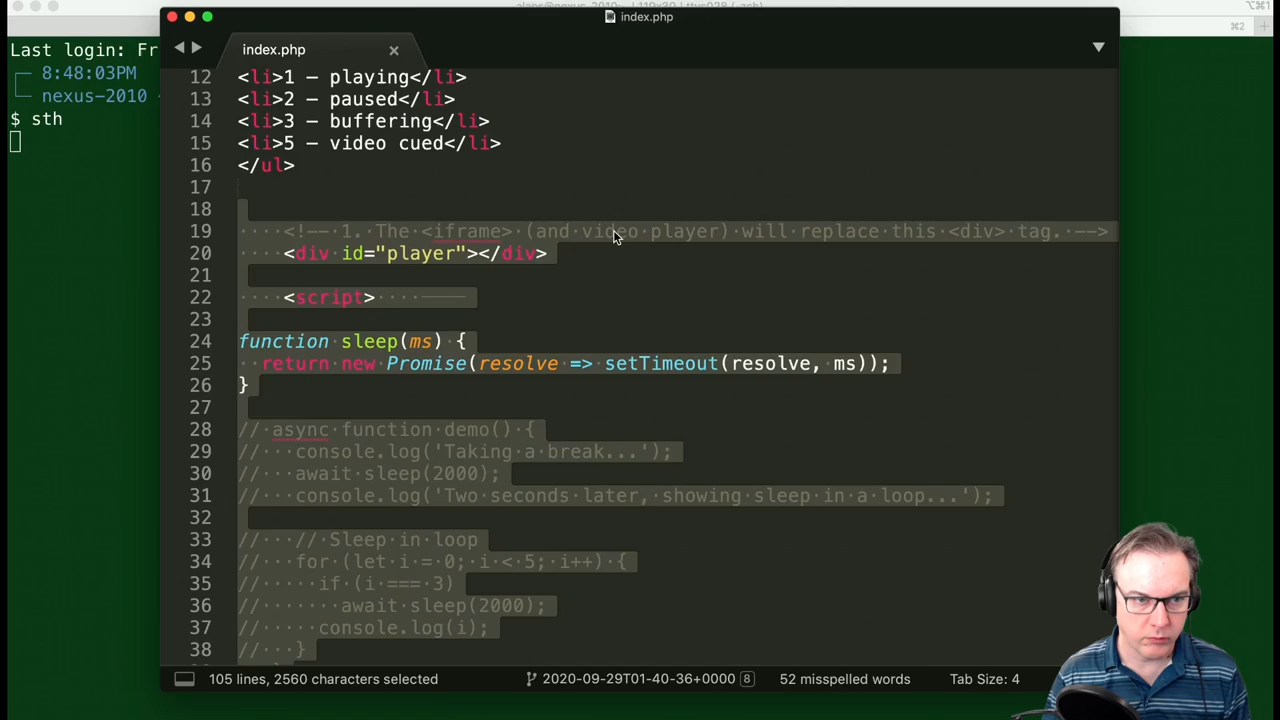 index.php
⌥⌘1
⌘2
Last login: Fr
8:48:03PM
nexus-2010
$ sth
index.php
12 <li>1 – playing</li>
13 <li>2 – paused</li>
14 <li>3 – buffering</li>
15 <li>5 – video cued</li>
16 </ul>
17
18
19 <!-- 1. The <iframe> (and video player) will replace this <div> tag. -->
20 <div id="player"></div>
21
22 <script>
23
24 function sleep(ms) {
25 return new Promise(resolve => setTimeout(resolve, ms));
26 }
27
28 // async function demo() {
29 // console.log('Taking a break...');
30 // await sleep(2000);
31 // console.log('Two seconds later, showing sleep in a loop...');
32
33 // // Sleep in loop
34 // for (let i = 0; i < 5; i++) {
35 // if (i === 3)
36 // await sleep(2000);
37 // console.log(i);
38 // }
105 lines, 2560 characters selected
2020-09-29T01-40-36+0000 8
52 misspelled words
Tab Size: 4